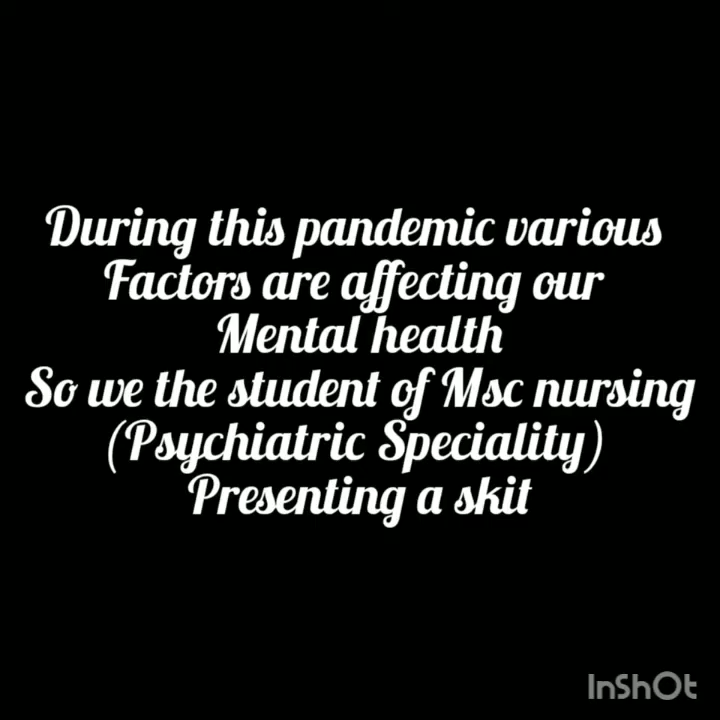 During this pandemic various
Factors are affecting our
Mental health
So we the student of Msc nursing
(Psychiatric Speciality)
Presenting a skit
InShOt